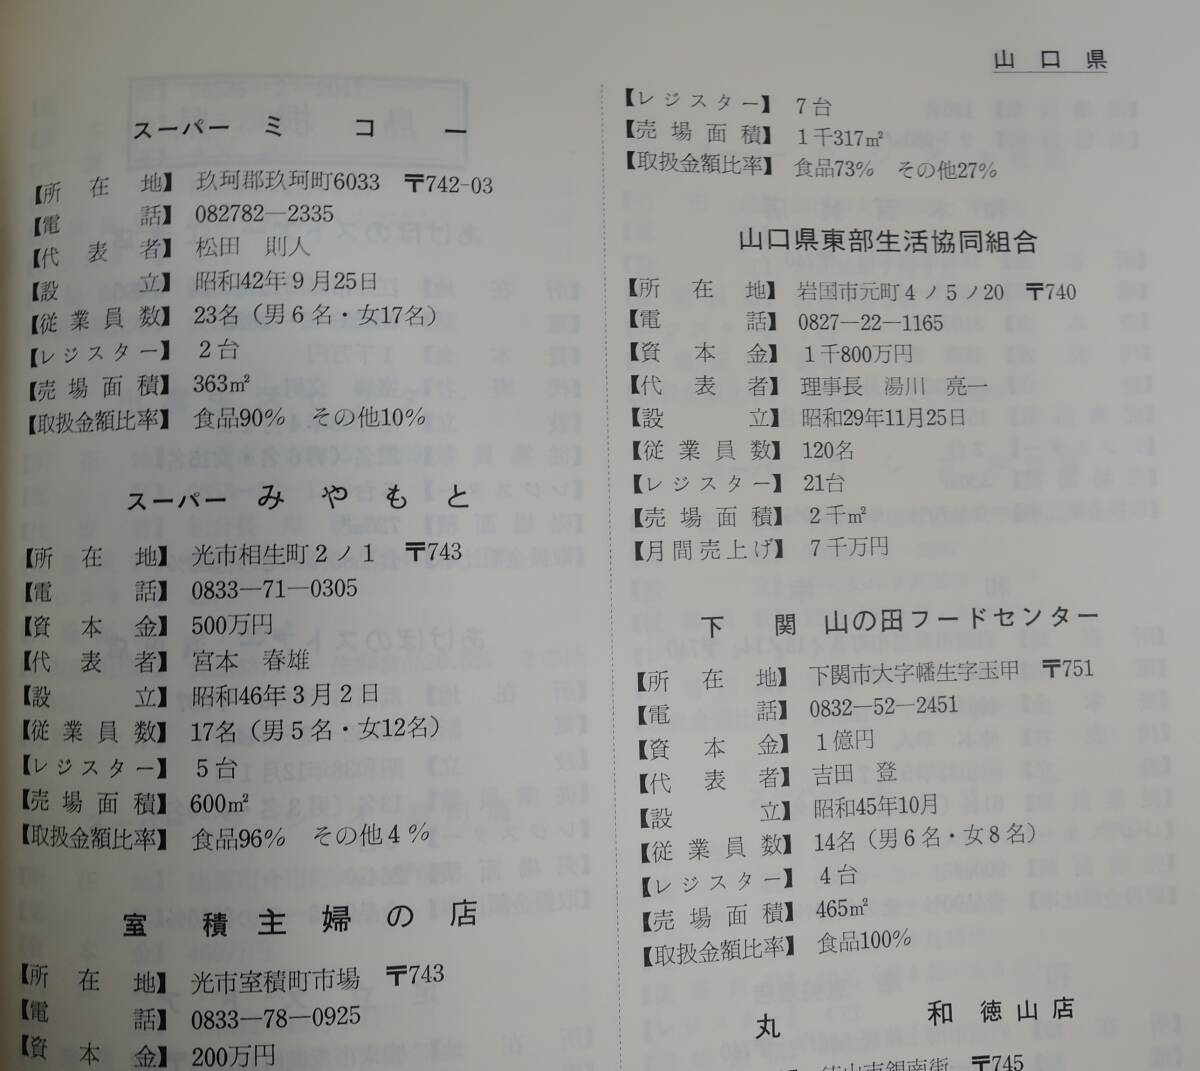 山口県
スーパー ミコー
【所在地】 玖珂郡玖珂町6033 〒742-03
【電話】 082782―2335
【代表者】 松田 則人
【設立】 昭和42年9月25日
【従業員数】 23名(男6名・女17名)
【レジスター】 2台
【売場面積】 363㎡
【取扱金額比率】 食品90% その他10%
スーパー みやもと
【所在地】 光市相生町2ノ1 〒743
【電話】 0833―71―0305
【資本金】 500万円
【代表者】 宮本 春雄
【設立】 昭和46年3月2日
【従業員数】 17名(男5名・女12名)
【レジスター】 5台
【売場面積】 600㎡
【取扱金額比率】 食品96% その他4%
室積主婦の店
【所在地】 光市室積町市場 〒743
【電話】 0833―78―0925
【資本金】 200万円
【レジスター】 7台
【売場面積】 1千317㎡
【取扱金額比率】 食品73% その他27%
山口県東部生活協同組合
【所在地】 岩国市元町4ノ5ノ20 〒740
【電話】 0827―22―1165
【資本金】 1千800万円
【代表者】 理事長 湯川 亮一
【設立】 昭和29年11月25日
【従業員数】 120名
【レジスター】 21台
【売場面積】 2千㎡
【月間売上げ】 7千万円
下関 山の田フードセンター
【所在地】 下関市大字幡生字玉甲 〒751
【電話】 0832―52―2451
【資本金】 1億円
【代表者】 吉田 登
【設立】 昭和45年10月
【従業員数】 14名(男6名・女8名)
【レジスター】 4台
【売場面積】 465㎡
【取扱金額比率】 食品100%
丸和 徳山店
徳山市銀南街 〒745